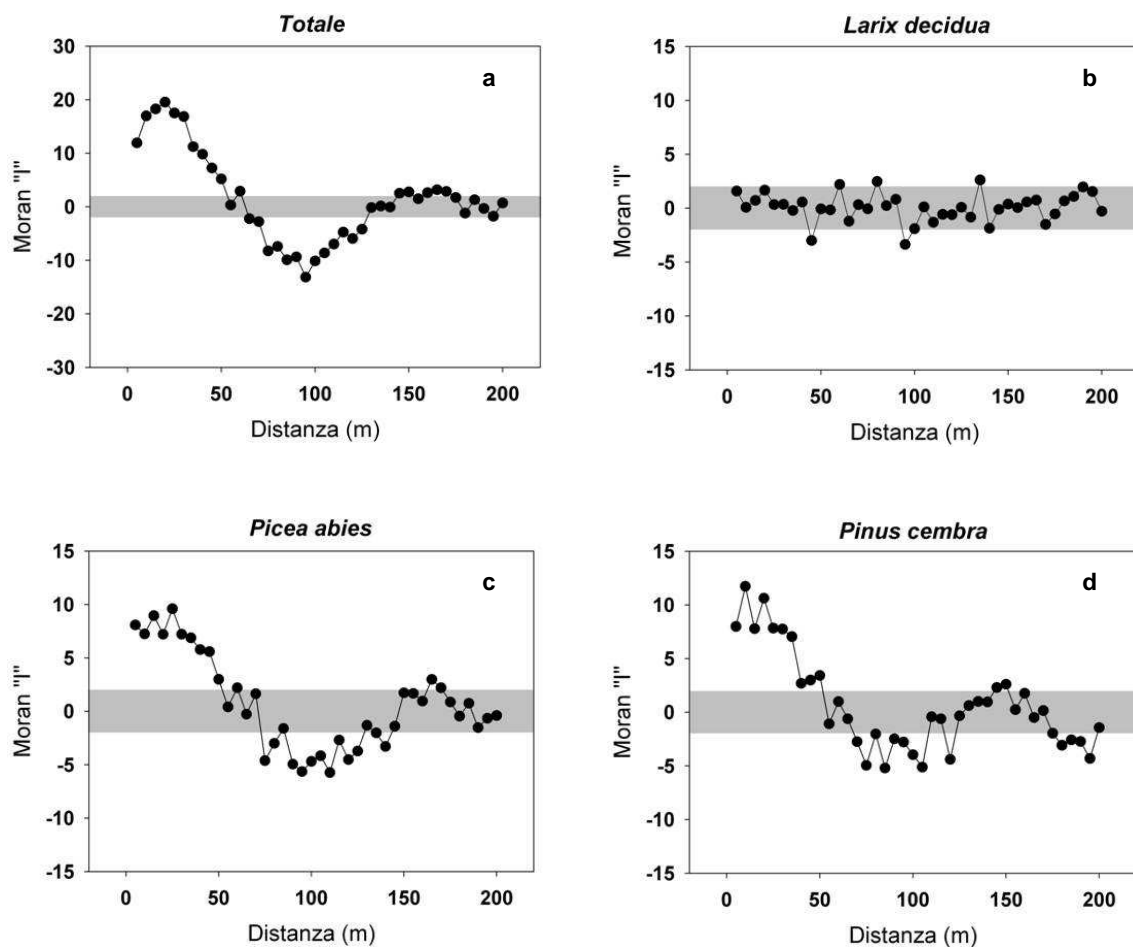 Totale
a
30
20
10
0
-10
-20
-30
Moran "I"
0 50 100 150 200
Distanza (m)
Larix decidua
b
15
10
5
0
-5
-10
-15
Moran "I"
0 50 100 150 200
Distanza (m)
Picea abies
c
15
10
5
0
-5
-10
-15
Moran "I"
0 50 100 150 200
Distanza (m)
Pinus cembra
d
15
10
5
0
-5
-10
-15
Moran "I"
0 50 100 150 200
Distanza (m)